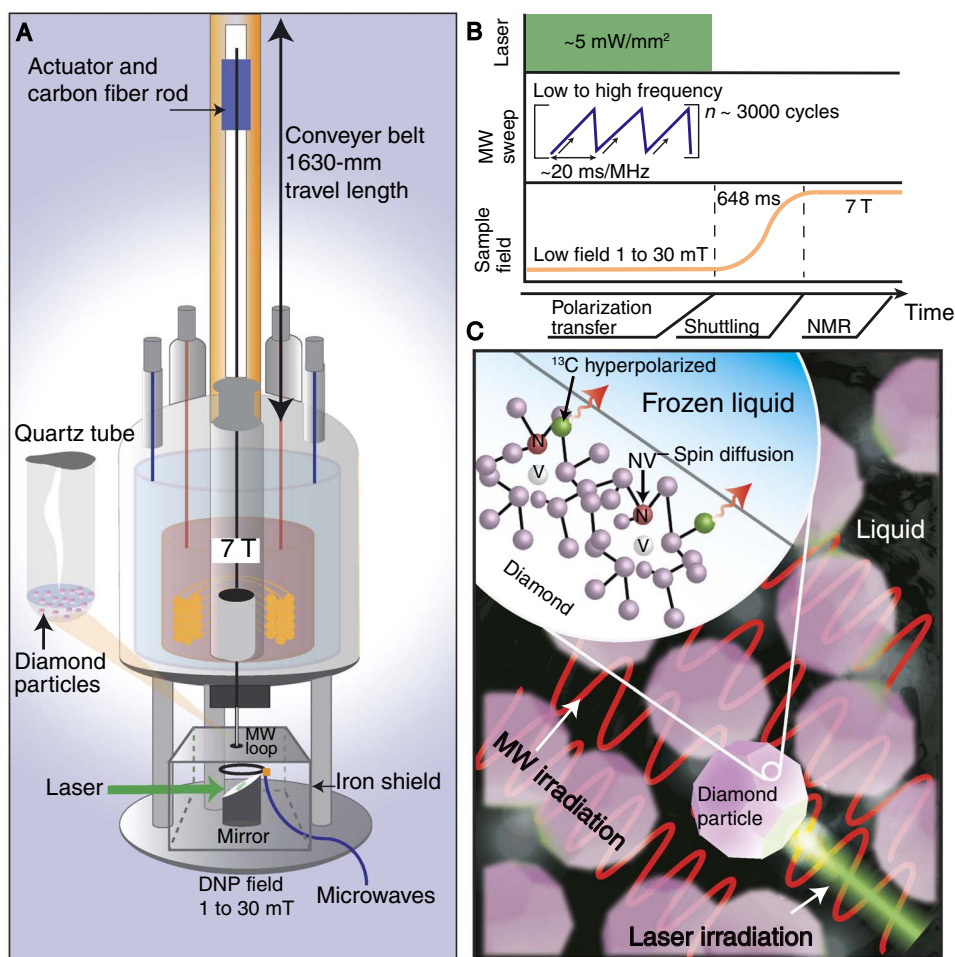 A
Actuator and
carbon fiber rod
Conveyer belt
1630-mm
travel length
Quartz tube
7 T
Diamond
particles
MW
loop
Laser
Iron shield
Mirror
DNP field
1 to 30 mT
Microwaves
B
Laser
~5 mW/mm²
MW
sweep
Low to high frequency
n ~ 3000 cycles
~20 ms/MHz
Sample
field
648 ms
7 T
Low field 1 to 30 mT
Polarization
transfer
Shuttling
NMR
Time
C
¹³C hyperpolarized
Frozen liquid
N
V
NV
Spin diffusion
N
V
Diamond
Liquid
MW irradiation
Diamond
particle
Laser irradiation